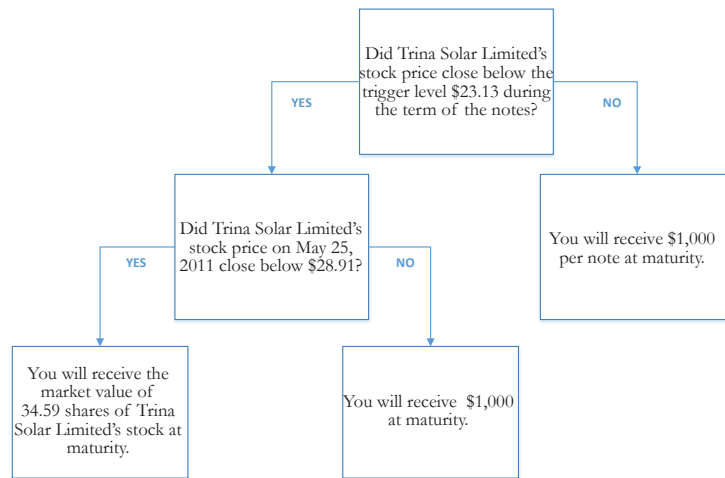 Did Trina Solar Limited's
stock price close below the
trigger level $23.13 during
the term of the notes?
YES
NO
Did Trina Solar Limited's
stock price on May 25,
2011 close below $28.91?
You will receive $1,000
per note at maturity.
YES
NO
You will receive the
market value of
34.59 shares of Trina
Solar Limited's stock at
maturity.
You will receive $1,000
at maturity.